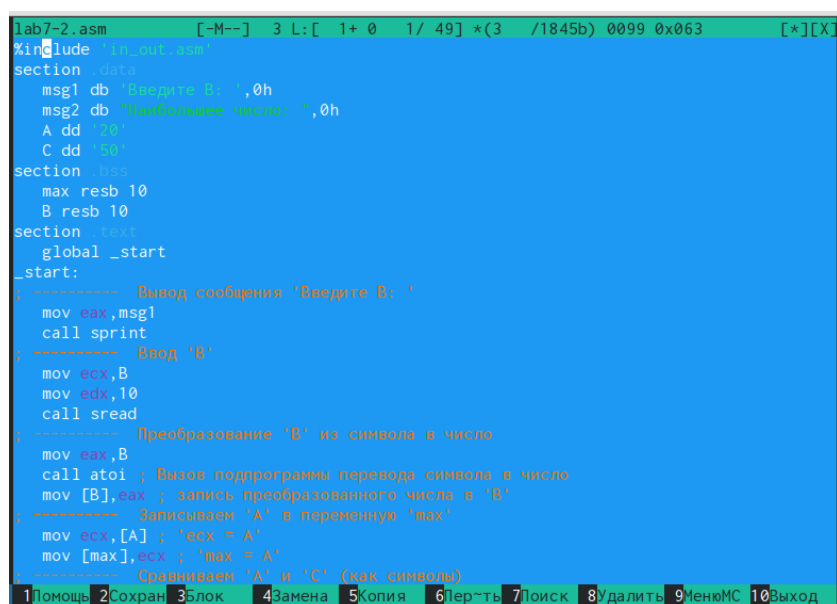 lab7-2.asm [-M--] 3 L:[ 1+ 0 1/ 49] *(3 /1845b) 0099 0x063 [*][X]
%include 'in_out.asm'
section .data
msg1 db 'Введите B: ',0h
msg2 db "Наибольшее число: ",0h
A dd '20'
C dd '50'
section .bss
max resb 10
B resb 10
section .text
global _start
_start:
; ---------- Вывод сообщения 'Введите B: '
mov eax,msg1
call sprint
; ---------- Ввод 'B'
mov ecx,B
mov edx,10
call sread
; ---------- Преобразование 'B' из символа в число
mov eax,B
call atoi ; Вызов подпрограммы перевода символа в число
mov [B],eax ; запись преобразованного числа в 'B'
; ---------- Записываем 'A' в переменную 'max'
mov ecx,[A] ; 'ecx = A'
mov [max],ecx ; 'max = A'
; ---------- Сравниваем 'A' и 'C' (как символы)
1Помощь 2Сохран 3Блок 4Замена 5Копия 6Пер~ть 7Поиск 8Удалить 9МенюMC 10Выход